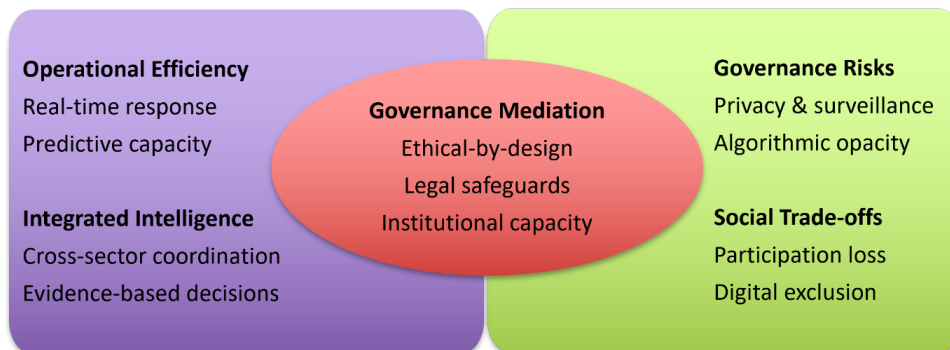 Operational Efficiency
Real-time response
Predictive capacity
Integrated Intelligence
Cross-sector coordination
Evidence-based decisions
Governance Mediation
Ethical-by-design
Legal safeguards
Institutional capacity
Governance Risks
Privacy & surveillance
Algorithmic opacity
Social Trade-offs
Participation loss
Digital exclusion